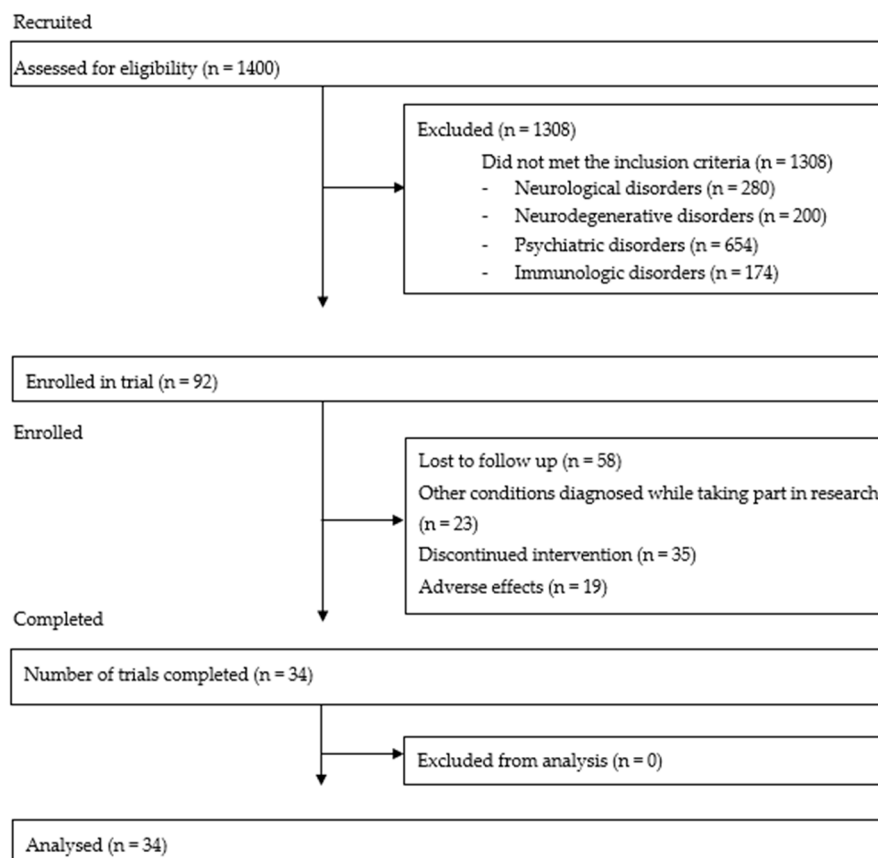 Recruited
Assessed for eligibility (n = 1400)
Excluded (n = 1308)
Did not met the inclusion criteria (n = 1308)
- Neurological disorders (n = 280)
- Neurodegenerative disorders (n = 200)
- Psychiatric disorders (n = 654)
- Immunologic disorders (n = 174)
Enrolled in trial (n = 92)
Enrolled
Lost to follow up (n = 58)
Other conditions diagnosed while taking part in research
(n = 23)
Discontinued intervention (n = 35)
Adverse effects (n = 19)
Completed
Number of trials completed (n = 34)
Excluded from analysis (n = 0)
Analysed (n = 34)